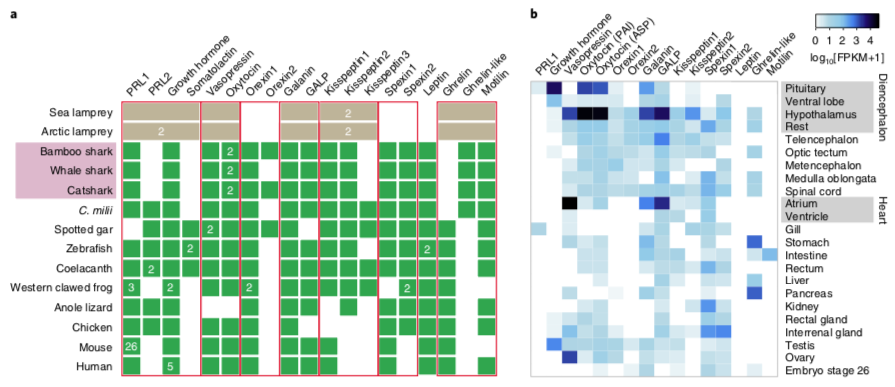 a
PRL1
PRL2
Growth hormone
Somatolactin
Vasopressin
Oxytocin
Orexin1
Orexin2
Galanin
GALP
Kisspeptin1
Kisspeptin2
Kisspeptin3
Spexin1
Spexin2
Leptin
Ghrelin
Ghrelin-like
Motilin
Sea lamprey 2
Arctic lamprey 2 2
Bamboo shark 2
Whale shark 2
Catshark 2
C. milii
Spotted gar 2
Zebrafish 2 2
Coelacanth 2
Western clawed frog 3 2 2 2
Anole lizard
Chicken
Mouse 26
Human 5
b
PRL1
Growth hormone
Vasopressin
Oxytocin (PAI)
Oxytocin (ASP)
Orexin1
Orexin2
Galanin
GALP
Kisspeptin1
Kisspeptin2
Spexin1
Spexin2
Leptin
Ghrelin-like
Motilin
0 1 2 3 4
log10[FPKM+1]
Pituitary
Ventral lobe
Hypothalamus
Rest
Telencephalon
Optic tectum
Metencephalon
Medulla oblongata
Spinal cord
Atrium
Ventricle
Gill
Stomach
Intestine
Rectum
Liver
Pancreas
Kidney
Rectal gland
Interrenal gland
Testis
Ovary
Embryo stage 26
Diencephalon
Heart